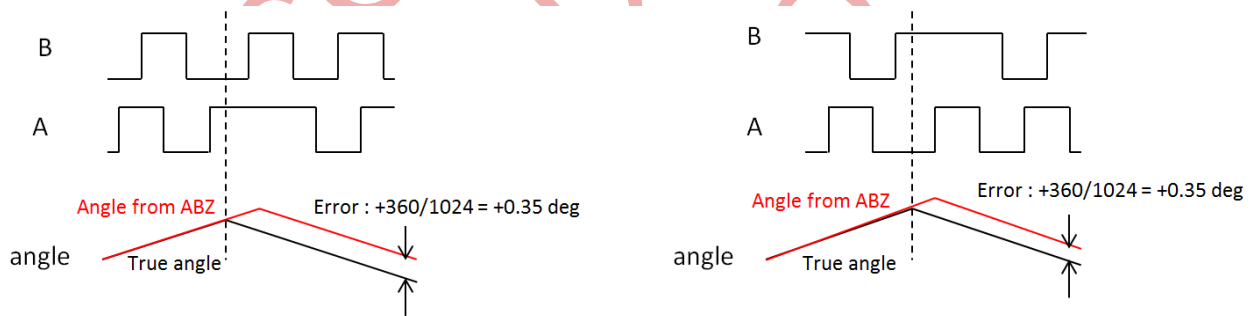 B
A
Angle from ABZ
Error : +360/1024 = +0.35 deg
angle
True angle
B
A
Angle from ABZ
Error : +360/1024 = +0.35 deg
angle
True angle